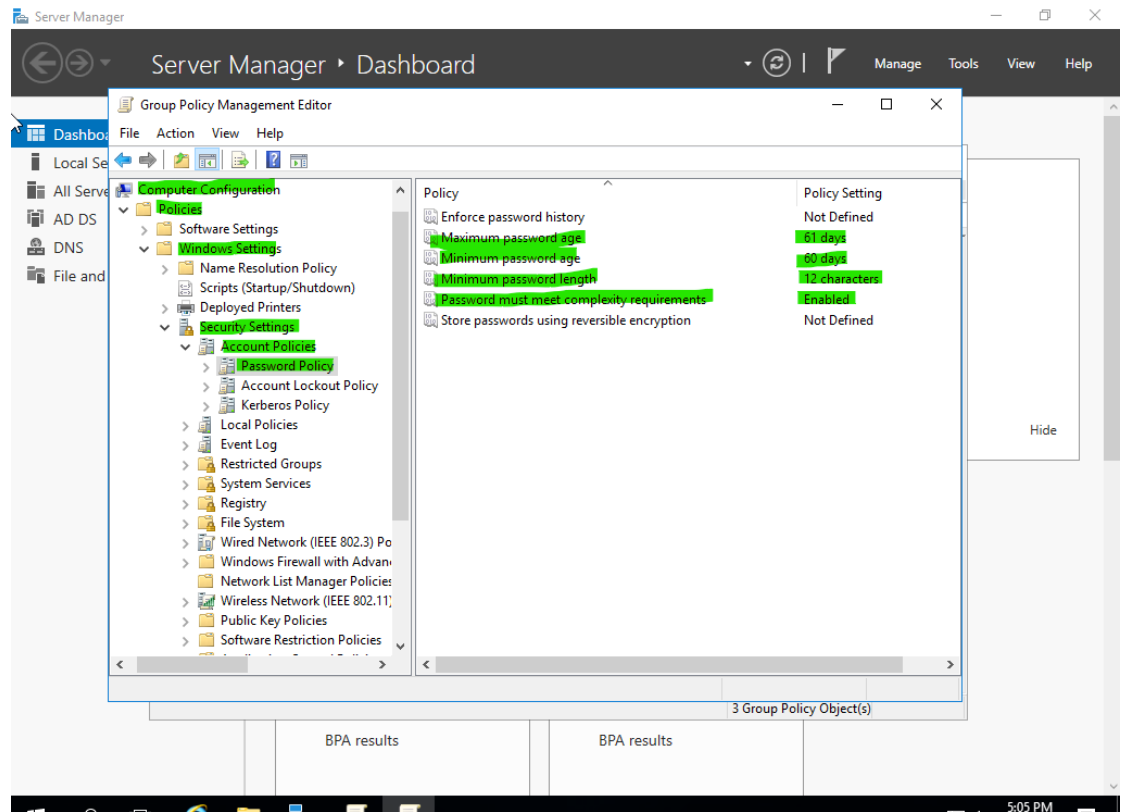 Server Manager
Server Manager • Dashboard
Manage Tools View Help
Group Policy Management Editor
File Action View Help
Dashboa
Local Se
All Serve
AD DS
DNS
File and
Computer Configuration
Policies
Software Settings
Windows Settings
Name Resolution Policy
Scripts (Startup/Shutdown)
Deployed Printers
Security Settings
Account Policies
Password Policy
Account Lockout Policy
Kerberos Policy
Local Policies
Event Log
Restricted Groups
System Services
Registry
File System
Wired Network (IEEE 802.3) Po
Windows Firewall with Advan
Network List Manager Policies
Wireless Network (IEEE 802.11)
Public Key Policies
Software Restriction Policies
Policy Policy Setting
Enforce password history Not Defined
Maximum password age 61 days
Minimum password age 60 days
Minimum password length 12 characters
Password must meet complexity requirements Enabled
Store passwords using reversible encryption Not Defined
Hide
3 Group Policy Object(s)
BPA results BPA results
5:05 PM